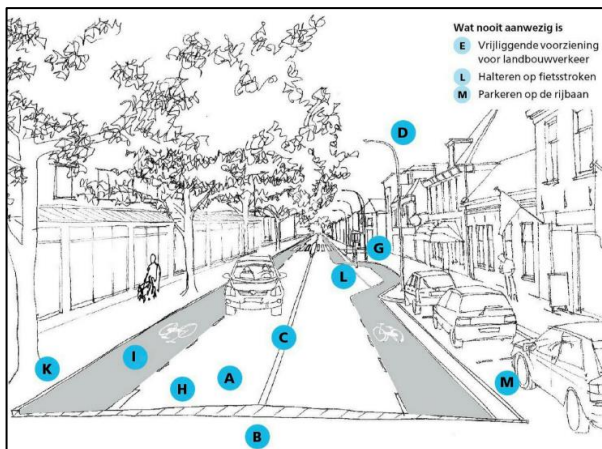 Wat nooit aanwezig is
E Vrijliggende voorziening
voor landbouwverkeer
L Halteren op fietsstroken
M Parkeren op de rijbaan
D
G
L
C
K
I
A
H
M
B